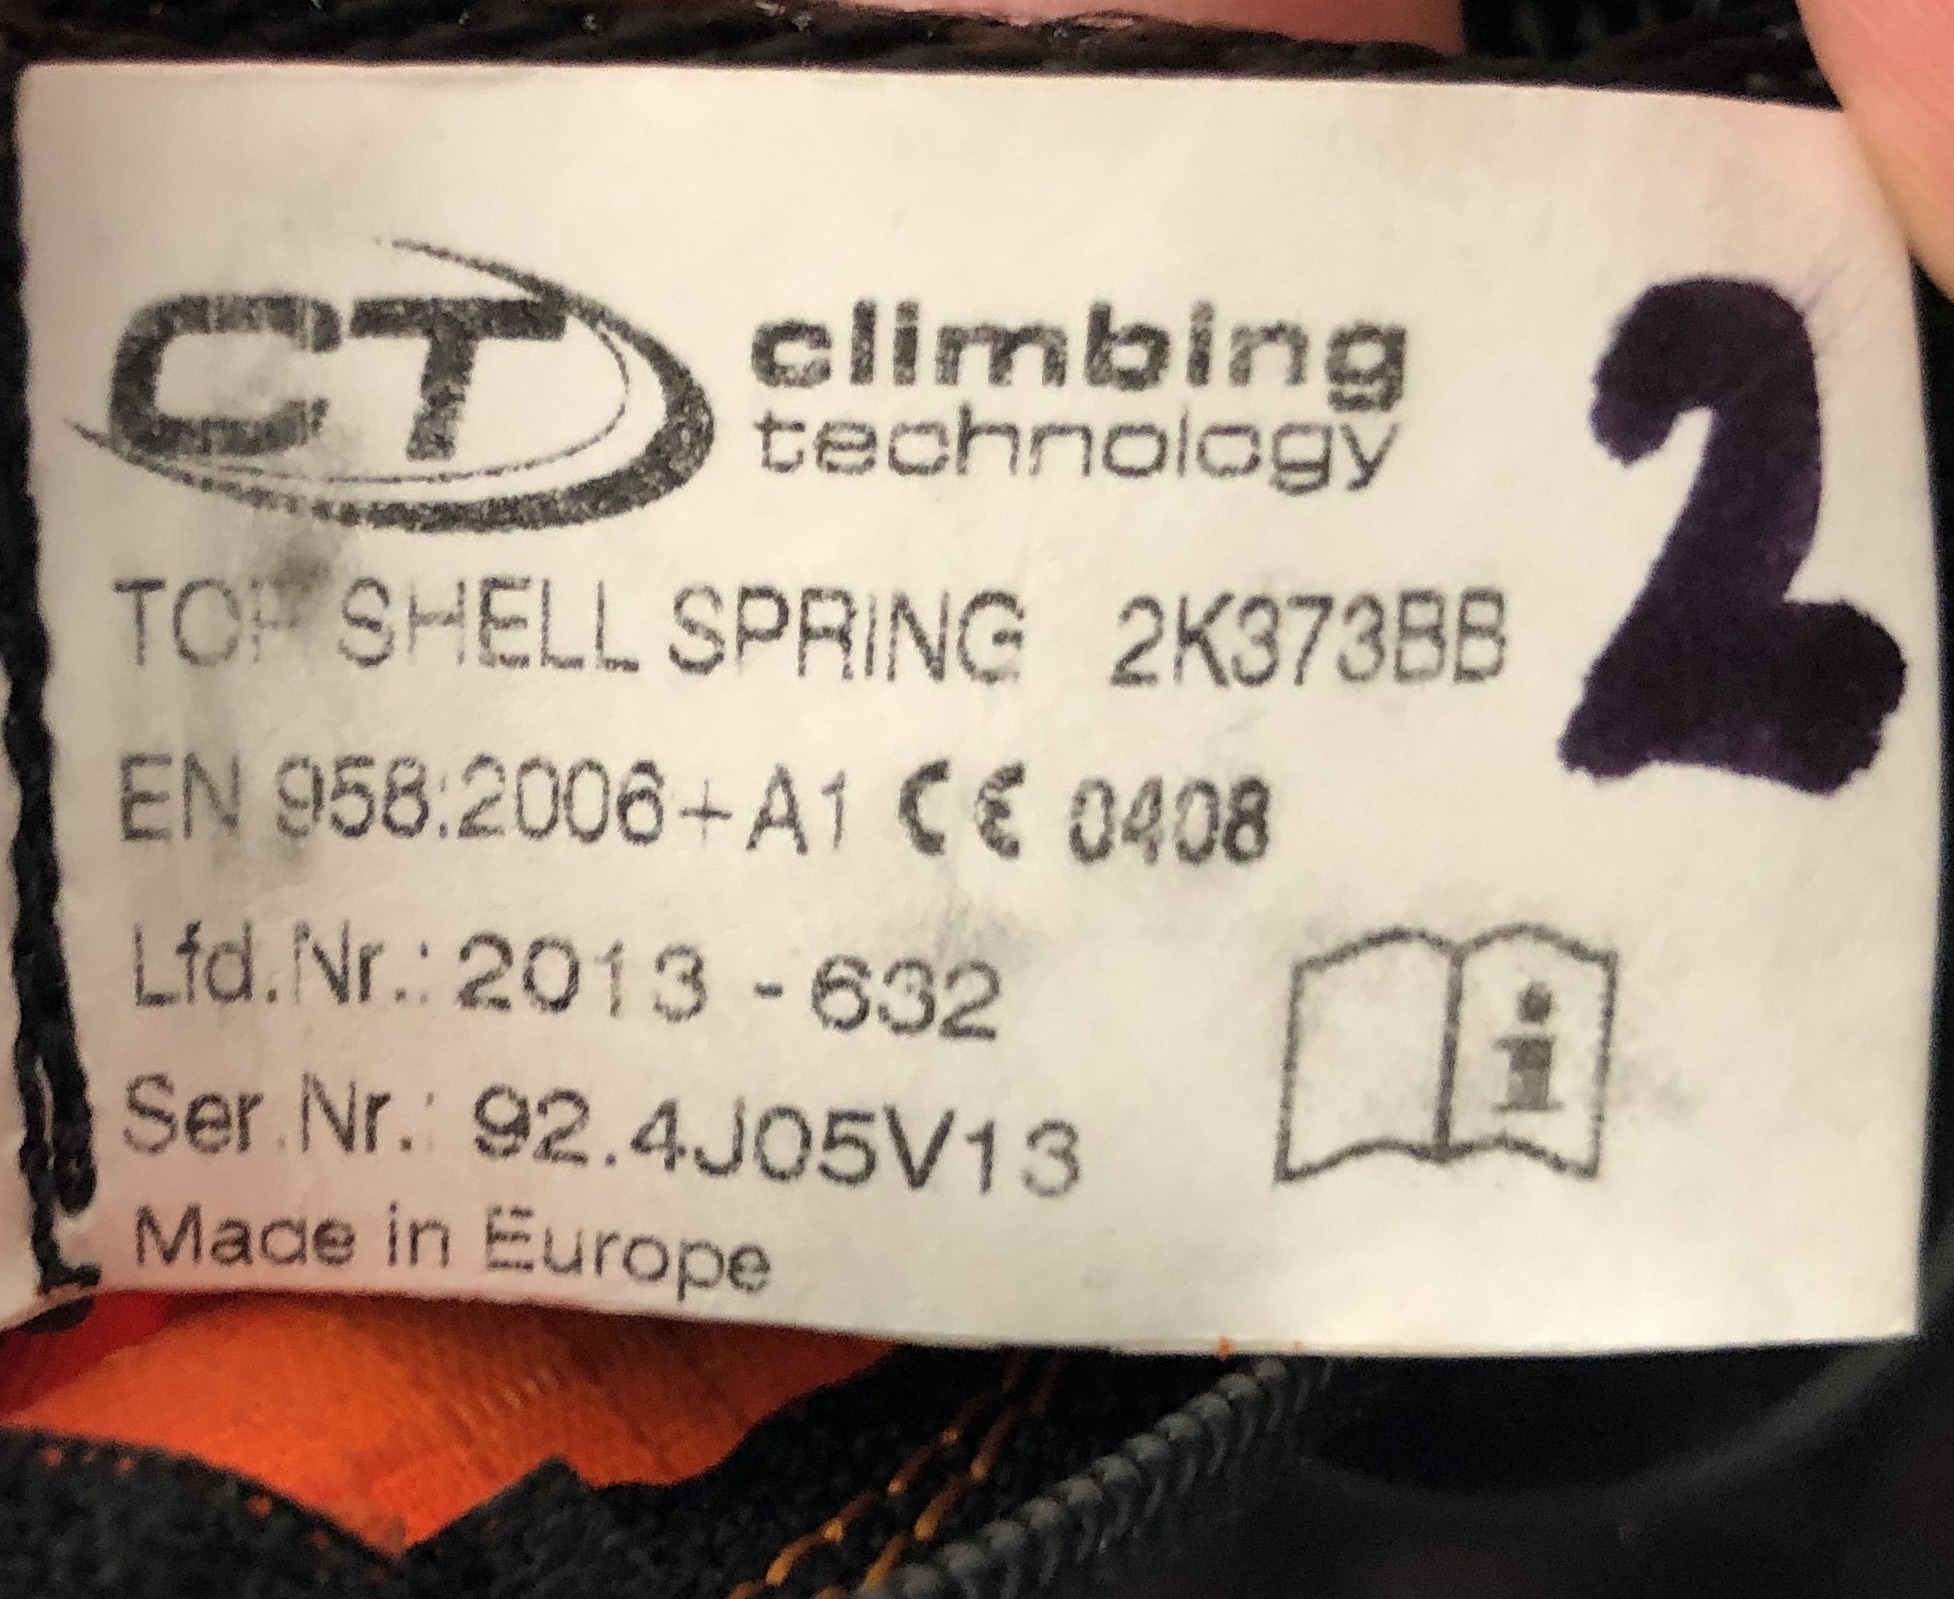 CT climbing
technology
2
TOP SHELL SPRING 2K373BB
EN 958:2006+A1 CE 0408
Lfd.Nr.: 2013 - 632
Ser.Nr.: 92.4J05V13
i
Made in Europe